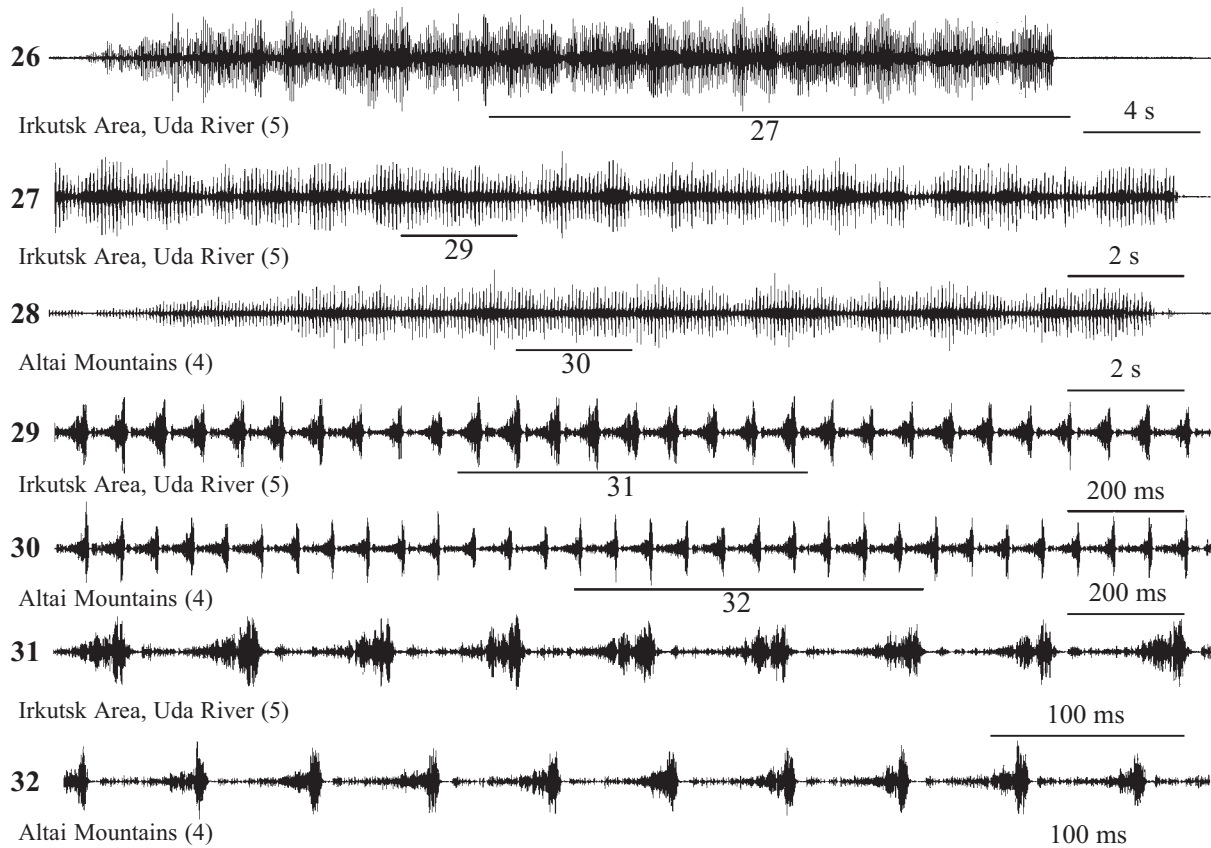 26
4 s
Irkutsk Area, Uda River (5)
27
27
Irkutsk Area, Uda River (5)
29
2 s
28
Altai Mountains (4)
30
2 s
29
Irkutsk Area, Uda River (5)
31
200 ms
30
Altai Mountains (4)
32
200 ms
31
Irkutsk Area, Uda River (5)
100 ms
32
Altai Mountains (4)
100 ms